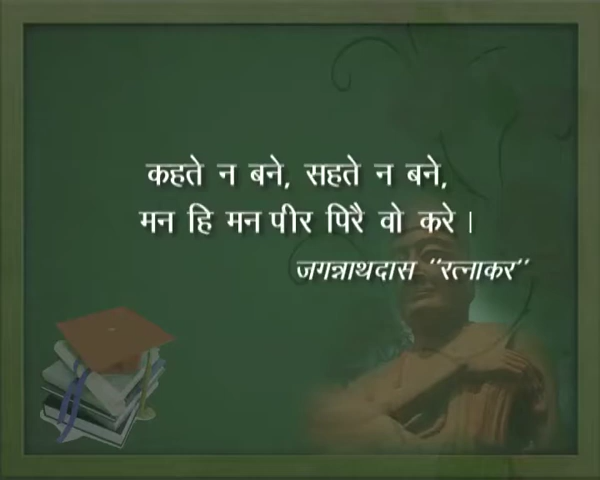 कहते न बने, सहते न बने,
मन हि मन पीर पिरै वो करे।
जगन्नाथदास "रत्नाकर"